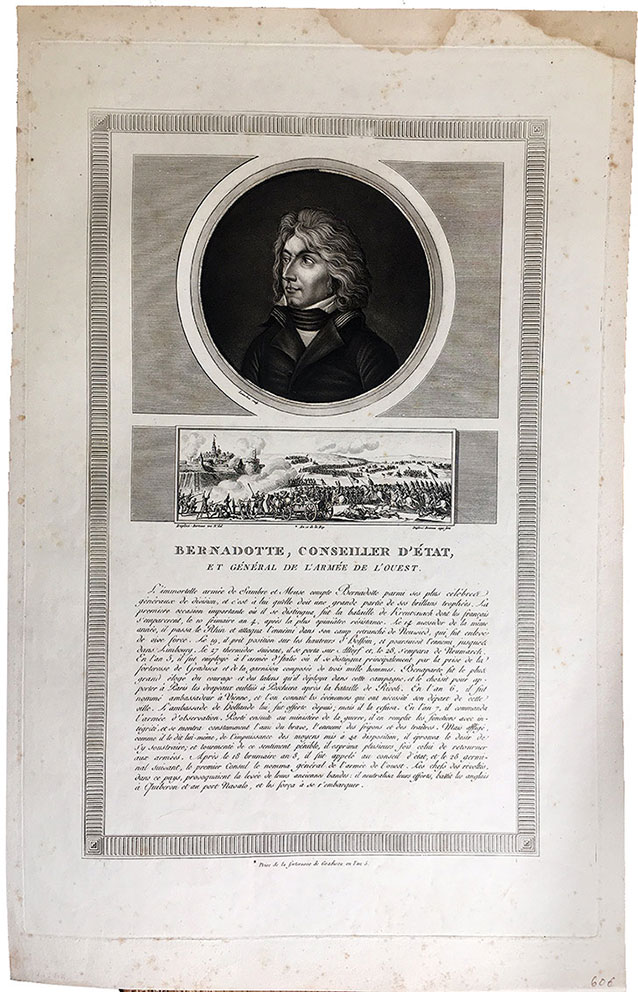 BERNADOTTE, CONSEILLER D'ÉTAT,
ET GÉNÉRAL DE L'ARMÉE DE L'OUEST.
L'immortelle armée de Sambre et Meuse compte Bernadotte parmi ses plus célèbres
généraux de division, et c'est à lui qu'elle doit une grande partie de ses brillans trophées. La
première occasion importante où il se distingua, fut la bataille de Kreutznach dont les français
s'emparèrent, le 10 frimaire an 4, après la plus opiniâtre résistance. Le 14 messidor de la même
année, il passa le Rhin et attaqua l'ennemi dans son camp retranché de Neuwied, qui fut enlevé
de vive force. Le 19, il prit position sur les hauteurs d' et poursuivit l'ennemi jusques
dans Limbourg. Le 27 thermidor suivant, il se porta sur Altorf et, le 28, s'empara de Neumarck.
En l'an 5, il fut employé à l'armée d'Italie où il se distingua principalement par la prise de la
forteresse de Gradisca et de la garnison composée de trois mille hommes. Bonaparte fit le plus
grand éloge du courage et des talens qu'il déploya dans cette campagne, et le choisit pour ap-
porter à Paris les drapeaux oubliés à Peschiera après la bataille de Rivoli. En l'an 6, il fut
nommé ambassadeur à Vienne, et l'on connaît les événemens qui ont nécessité son départ de cette
ville. L'ambassade de Hollande lui fut offerte depuis, mais il la refusa. En l'an 7, il commanda
l'armée d'observation. Porté ensuite au ministère de la guerre, il en remplit les fonctions avec in-
tégrité, et se montra constamment l'ami du brave, l'ennemi des fripons et des traîtres. Mais affligé,
comme il le dit lui-même, de l'impuissance des moyens mis à sa disposition, il éprouva le désir de
s'y soustraire, et tourmenté de ce sentiment pénible, il exprima plusieurs fois celui de retourner
aux armées. Après le 18 brumaire an 8, il fut appelé au conseil d'état, et le 28 germi-
nal suivant, le premier Consul le nomma général de l'armée de l'ouest. Les chefs des révoltés,
dans ce pays, provoquaient la levée de leurs anciennes bandes; il neutralisa leurs efforts, battit les anglais
à Quiberon et au port Navalo, et les força à se r'embarquer.
* Prise de la forteresse de Gradisca en l'an 5.
606